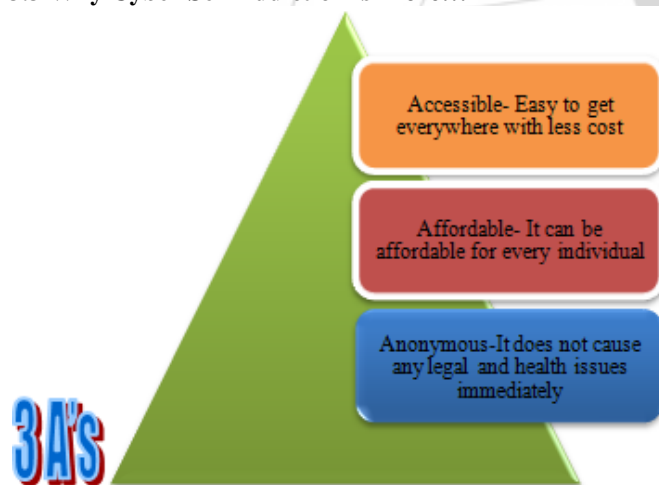 Accessible- Easy to get
everywhere with less cost
Affordable- It can be
affordable for every individual
Anonymous-It does not cause
any legal and health issues
immediately
3 A's